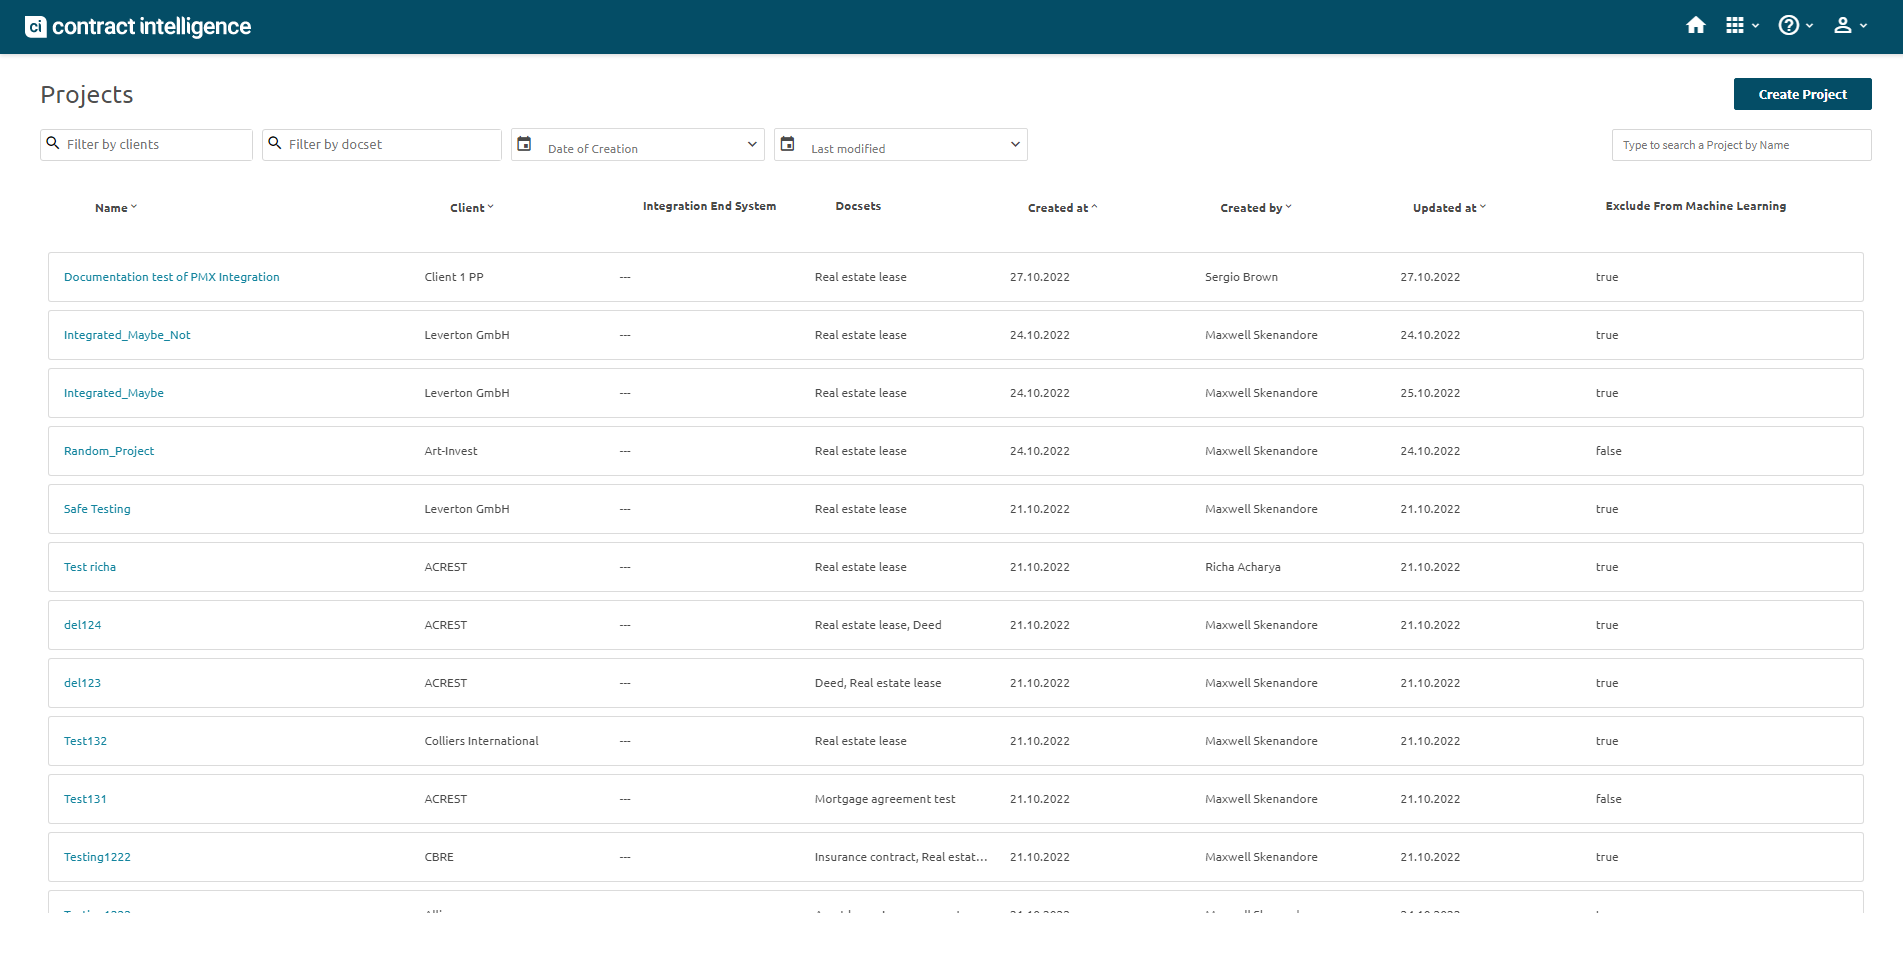 ci contract intelligence
Projects
Create Project
Filter by clients Filter by docset Date of Creation Last modified Type to search a Project by Name
Name Client Integration End System Docsets Created at Created by Updated at Exclude From Machine Learning
Documentation test of PMX Integration Client 1 PP --- Real estate lease 27.10.2022 Sergio Brown 27.10.2022 true
Integrated_Maybe_Not Leverton GmbH --- Real estate lease 24.10.2022 Maxwell Skenandore 24.10.2022 true
Integrated_Maybe Leverton GmbH --- Real estate lease 24.10.2022 Maxwell Skenandore 25.10.2022 true
Random_Project Art-Invest --- Real estate lease 24.10.2022 Maxwell Skenandore 24.10.2022 false
Safe Testing Leverton GmbH --- Real estate lease 21.10.2022 Maxwell Skenandore 21.10.2022 true
Test richa ACREST --- Real estate lease 21.10.2022 Richa Acharya 21.10.2022 true
del124 ACREST --- Real estate lease, Deed 21.10.2022 Maxwell Skenandore 21.10.2022 true
del123 ACREST --- Deed, Real estate lease 21.10.2022 Maxwell Skenandore 21.10.2022 true
Test132 Colliers International --- Real estate lease 21.10.2022 Maxwell Skenandore 21.10.2022 true
Test131 ACREST --- Mortgage agreement test 21.10.2022 Maxwell Skenandore 21.10.2022 false
Testing1222 CBRE --- Insurance contract, Real estat... 21.10.2022 Maxwell Skenandore 21.10.2022 true